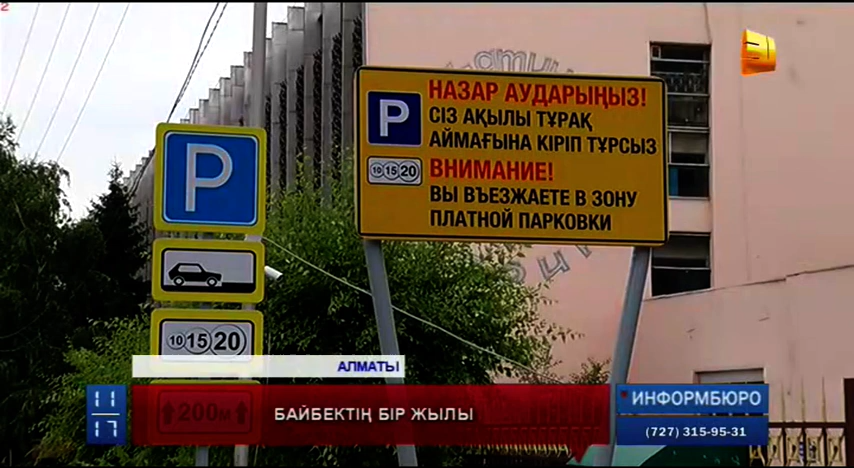 P
10 15 20
200м
P
10 15 20
НАЗАР АУДАРЫҢЫЗ!
СІЗ АҚЫЛЫ ТҰРАҚ
АЙМАҒЫНА КІРІП ТҰРСЫЗ
ВНИМАНИЕ!
ВЫ ВЪЕЗЖАЕТЕ В ЗОНУ
ПЛАТНОЙ ПАРКОВКИ
АЛМАТЫ
11
17
БАЙБЕКТІҢ БІР ЖЫЛЫ
ИНФОРМБЮРО
(727) 315-95-31